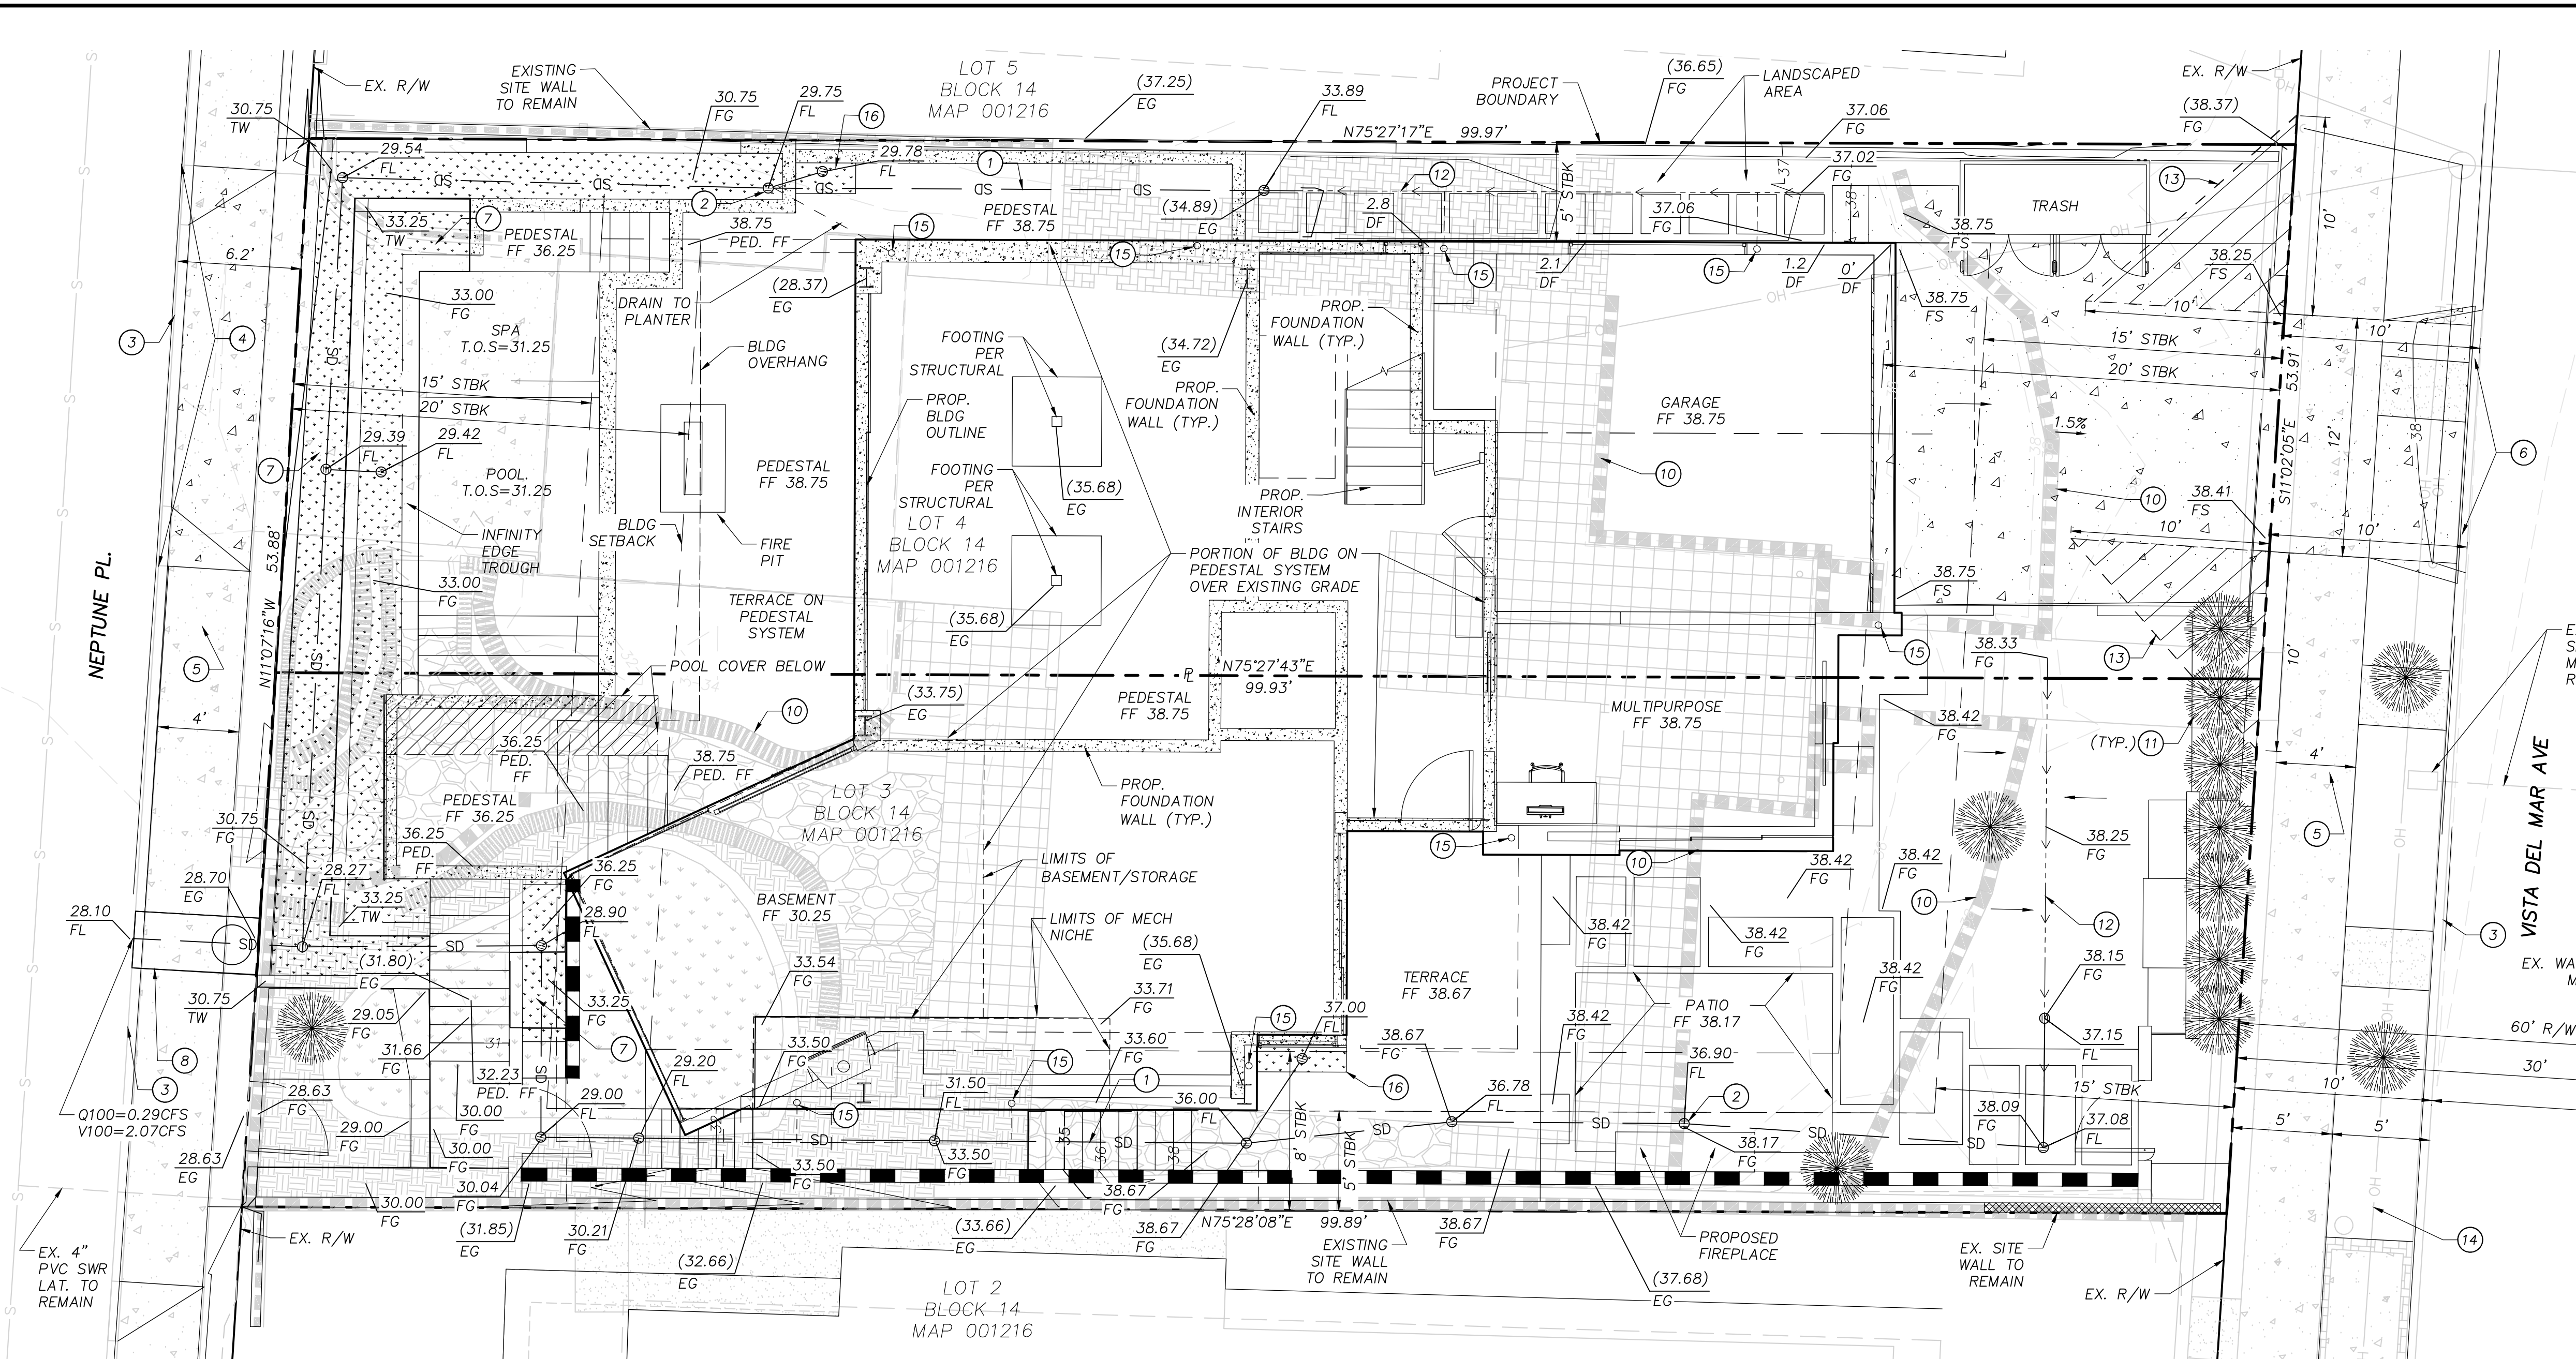 LOT 5
BLOCK 14
MAP 001216
EX. R/W
EXISTING
SITE WALL
TO REMAIN
30.75
TW
30.75
FG
29.75
FL
16
(37.25)
EG
33.89
FL
PROJECT
BOUNDARY
(36.65)
FG
LANDSCAPED
AREA
37.06
FG
EX. R/W
(38.37)
FG
N75°27'17"E 99.97'
29.54
FL
29.78
FL
SD
SD
SD
SD
SD
1
2
12
37
37.02
FG
38
5' STBK
13
TRASH
10'
33.25
TW
7
PEDESTAL
FF 36.25
38.75
PED. FF
PEDESTAL
FF 38.75
(34.89)
EG
2.8
DF
37.06
FG
38.75
FS
6.2'
15
15
15
15
2.1
DF
1.2
DF
0'
DF
38.75
FS
38.25
FS
(28.37)
EG
DRAIN TO
PLANTER
33.00
FG
SPA
T.O.S=31.25
3
4
BLDG
OVERHANG
FOOTING
PER
STRUCTURAL
(34.72)
EG
PROP.
FOUNDATION
WALL (TYP.)
PROP.
FOUNDATION
WALL (TYP.)
10'
15' STBK
20' STBK
10'
53.91'
S11°02'05"E
12'
15' STBK
20' STBK
PROP.
BLDG
OUTLINE
GARAGE
FF 38.75
1.5%
38
6
29.39
FL
29.42
FL
7
POOL.
T.O.S=31.25
PEDESTAL
FF 38.75
FOOTING
PER
STRUCTURAL
(35.68)
EG
10
PROP.
INTERIOR
STAIRS
10
38.41
FS
10'
10'
LOT 4
BLOCK 14
MAP 001216
BLDG
SETBACK
FIRE
PIT
INFINITY
EDGE
TROUGH
PORTION OF BLDG ON
PEDESTAL SYSTEM
OVER EXISTING GRADE
NEPTUNE PL.
N11°07'16"W 53.88'
33.00
FG
TERRACE ON
PEDESTAL
SYSTEM
(35.68)
EG
38.75
FS
10'
SD
SD
5
POOL COVER BELOW
N75°27'43"E
99.93'
PL
38.33
FG
15
13
4'
(33.75)
EG
PEDESTAL
FF 38.75
MULTIPURPOSE
FF 38.75
38.42
FG
(TYP.) 11
4'
10
36.25
PED.
FF
38.75
PED. FF
PEDESTAL
FF 36.25
LOT 3
BLOCK 14
MAP 001216
PROP.
FOUNDATION
WALL (TYP.)
30.75
FG
SD
36.25
PED.
FF
28.27
FL
28.70
EG
33.25
TW
36.25
FG
28.90
FL
BASEMENT
FF 30.25
LIMITS OF
BASEMENT/STORAGE
LIMITS OF MECH
NICHE
15
10
38.42
FG
38.42
FG
38.25
FG
5
VISTA DEL MAR AVE
10
12
28.10
FL
SD
SD
(31.80)
EG
33.54
FG
(35.68)
EG
33.71
FG
38.42
FG
38.42
FG
38.42
FG
38.15
FG
3
TERRACE
FF 38.67
PATIO
FF 38.17
30.75
TW
29.05
FG
31.66
FG
31
33.25
FG
7
33.50
FG
33.60
FG
15
15
37.00
FL
38.67
FG
38.42
FG
36.90
FL
37.15
FL
60' R/W
30'
10'
8
3
28.63
FG
32.23
PED. FF
SD
29.20
FL
29.00
FL
31.50
FL
1
36.00
FL
16
36.78
FL
2
15' STBK
38.09
FG
37.08
FL
5'
5'
Q100=0.29CFS
V100=2.07CFS
30.00
FG
29.00
FG
30.00
FG
15
32
SD
35
SD
36
38
8' STBK
5' STBK
SD
SD
SD
SD
38.17
FG
28.63
EG
30.04
FG
33.50
FG
33.50
FG
30.00
FG
(31.85)
EG
30.21
FG
(32.66)
EG
(33.66)
EG
38.67
FG
38.67
FG
N75°28'08"E 99.89'
38.67
FG
EX. R/W
EX. 4"
PVC SWR
LAT. TO
REMAIN
EXISTING
SITE WALL
TO REMAIN
PROPOSED
FIREPLACE
(37.68)
EG
EX. SITE
WALL TO
REMAIN
EX. R/W
14
LOT 2
BLOCK 14
MAP 001216